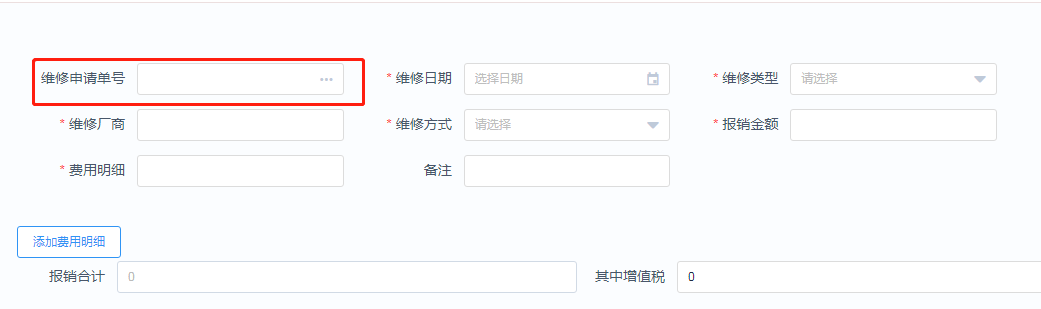 维修申请单号 ••• * 维修日期 选择日期 * 维修类型 请选择
* 维修厂商 * 维修方式 请选择 * 报销金额
* 费用明细 备注
添加费用明细
报销合计 0 其中增值税 0